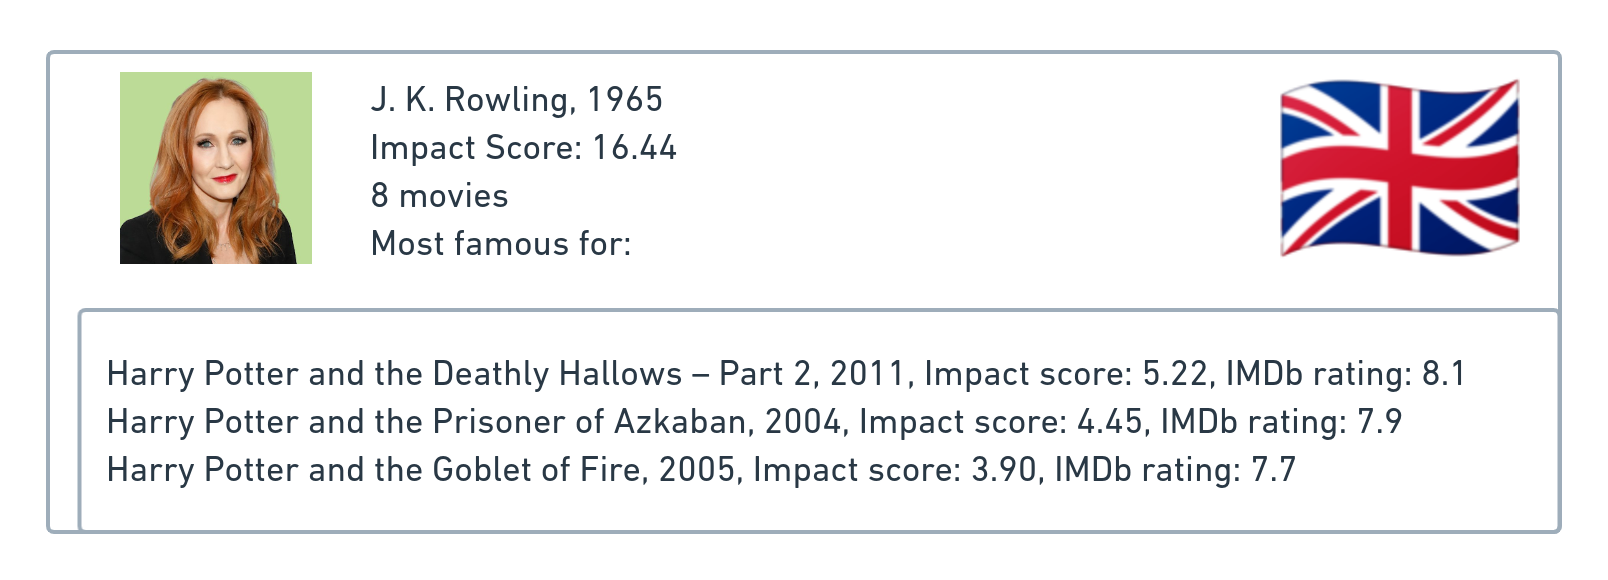 J. K. Rowling, 1965
Impact Score: 16.44
8 movies
Most famous for:
Harry Potter and the Deathly Hallows – Part 2, 2011, Impact score: 5.22, IMDb rating: 8.1
Harry Potter and the Prisoner of Azkaban, 2004, Impact score: 4.45, IMDb rating: 7.9
Harry Potter and the Goblet of Fire, 2005, Impact score: 3.90, IMDb rating: 7.7